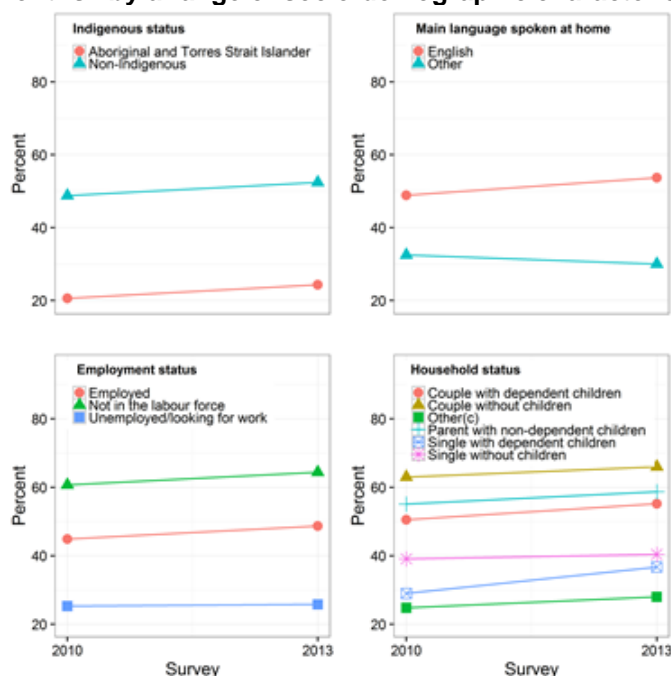 Indigenous status
Aboriginal and Torres Strait Islander
Non-Indigenous
80
60
40
20
Percent
Main language spoken at home
English
Other
80
60
40
20
Percent
Employment status
Employed
Not in the labour force
Unemployed/looking for work
80
60
40
20
Percent
2010
2013
Survey
Household status
Couple with dependent children
Couple without children
Other(c)
Parent with non-dependent children
Single with dependent children
Single without children
80
60
40
20
Percent
2010
2013
Survey